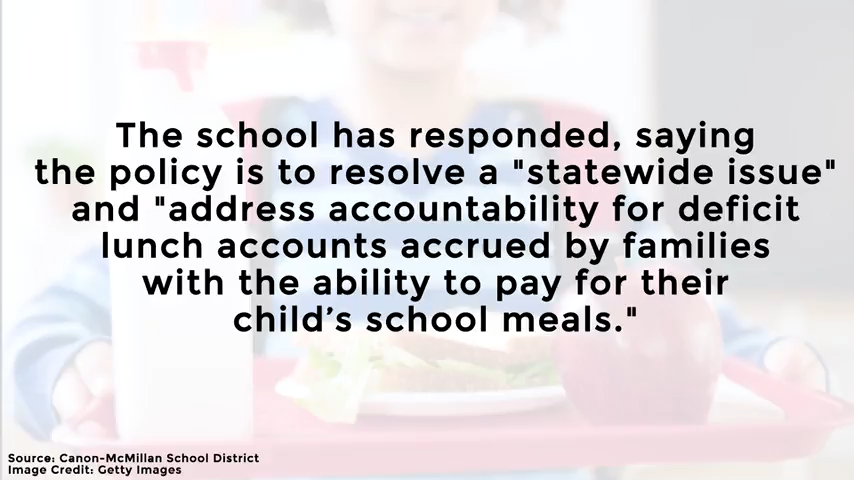 The school has responded, saying
the policy is to resolve a "statewide issue"
and "address accountability for deficit
lunch accounts accrued by families
with the ability to pay for their
child’s school meals."
Source: Canon-McMillan School District
Image Credit: Getty Images